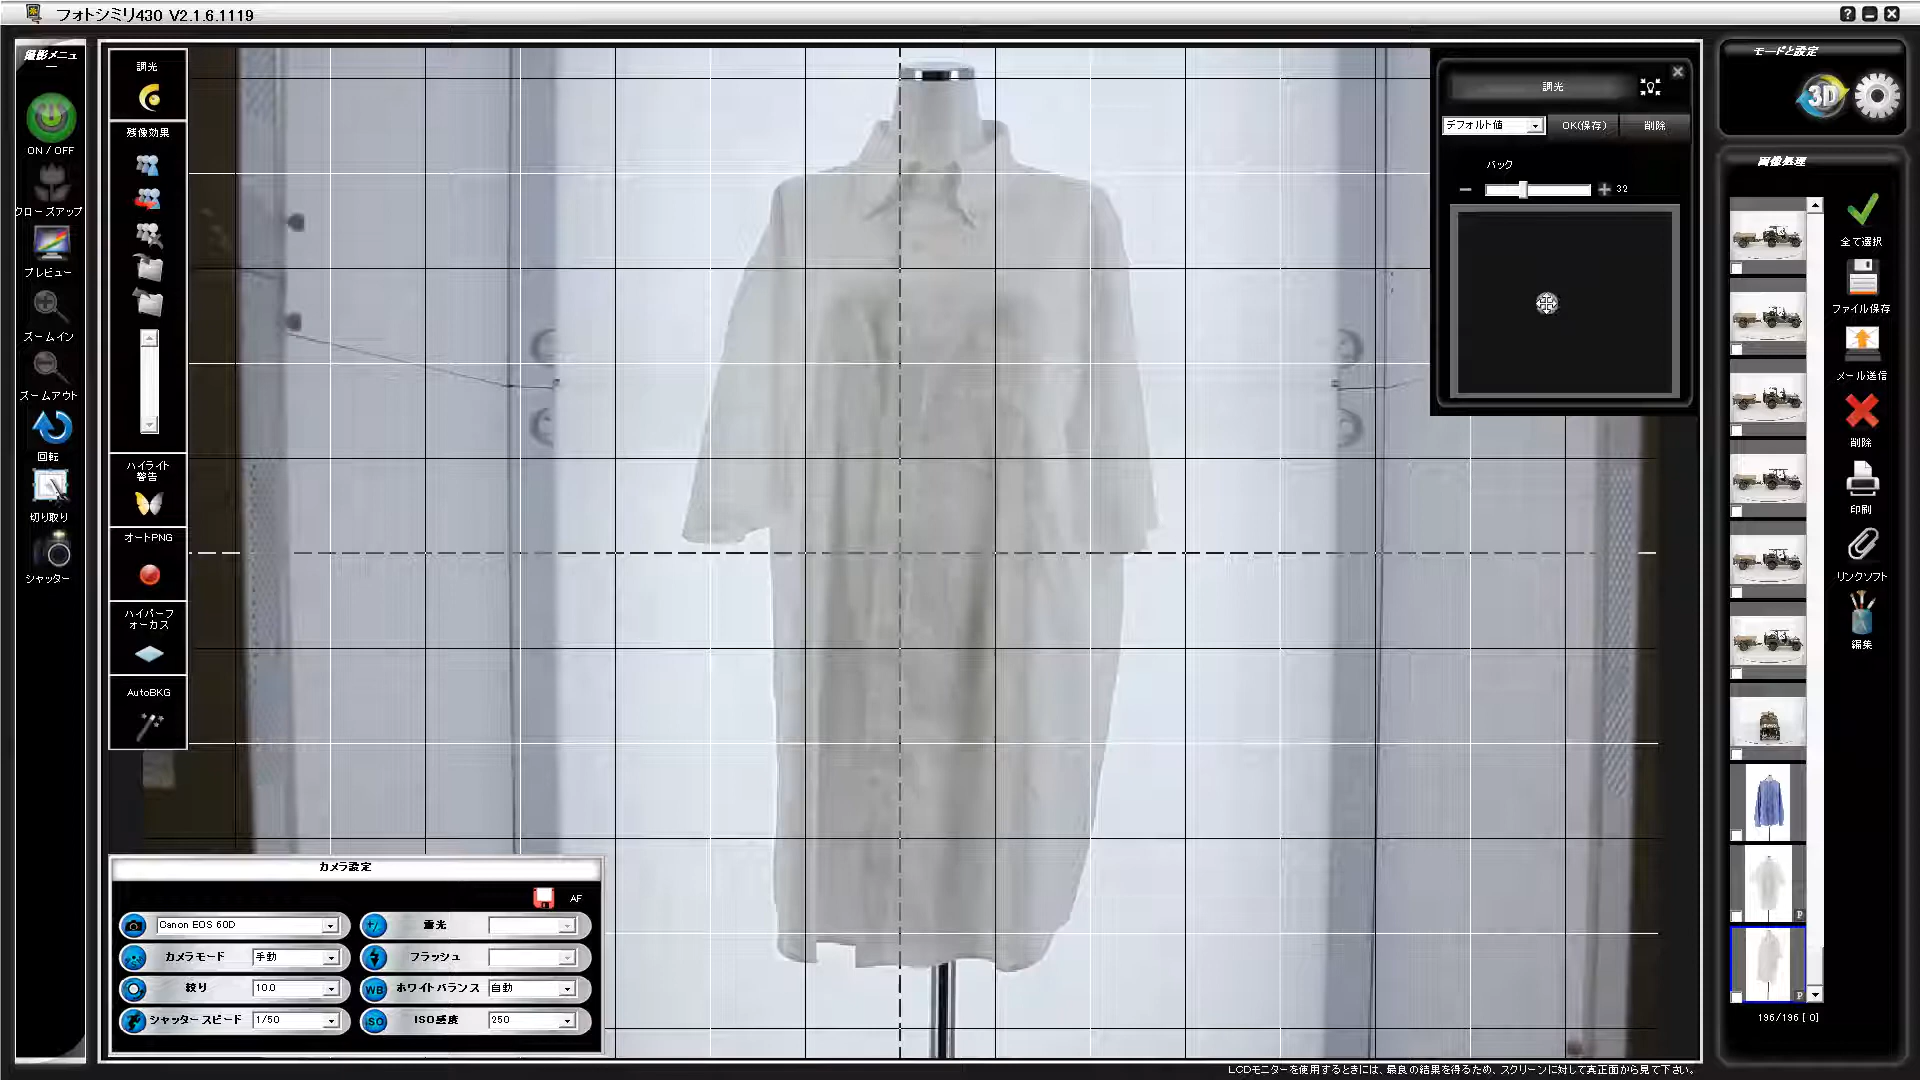 フォトシミリ430 V2.1.6.1119
撮影メニュー
ON / OFF
クローズアップ
プレビュー
ズームイン
ズームアウト
回転
切り取り
シャッター
調光
残像効果
ハイライト
警告
オートPNG
ハイパーフ
ォーカス
AutoBKG
カメラ設定
AF
Canon EOS 60D
露光
カメラモード 手動
フラッシュ
絞り 10.0
WB ホワイトバランス 自動
シャッタースピード 1/50
ISO ISO感度 250
調光
デフォルト値 OK(保存) 削除
バック
32
モードと設定
3D
画像処理
全て選択
ファイル保存
メール送信
削除
印刷
リンクソフト
編集
P
P
196/196 [ 0]
LCDモニターを使用するときには、最良の結果を得るため、スクリーンに対して真正面から見て下さい。